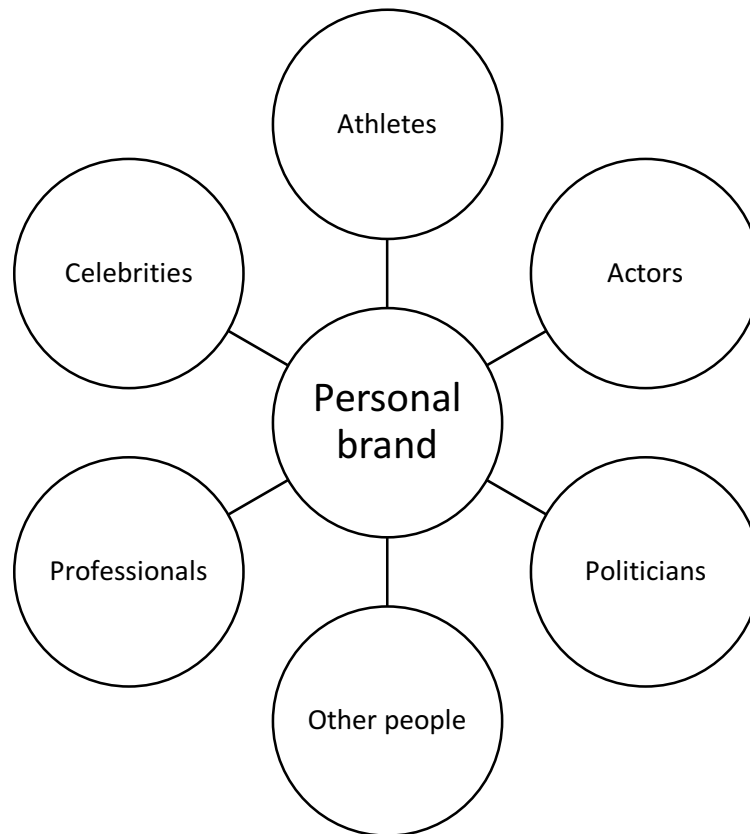 Athletes
Celebrities
Actors
Personal
brand
Professionals
Politicians
Other people